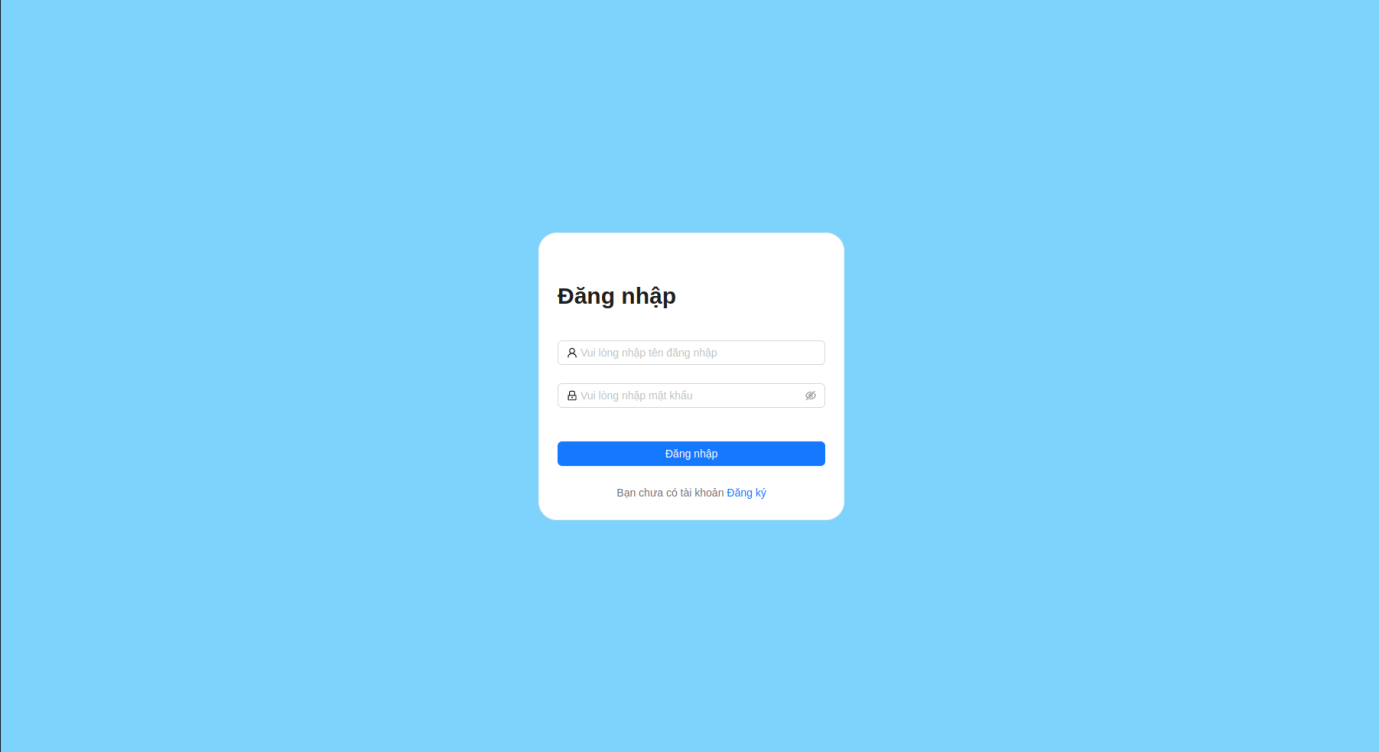 Đăng nhập
Vui lòng nhập tên đăng nhập
Vui lòng nhập mật khẩu
Đăng nhập
Bạn chưa có tài khoản Đăng ký